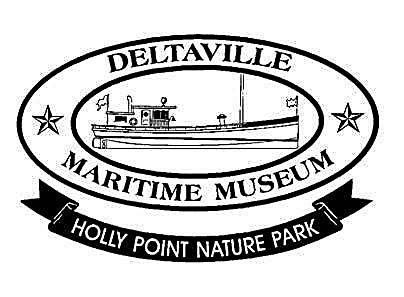 DELTAVILLE
MARITIME MUSEUM
HOLLY POINT NATURE PARK